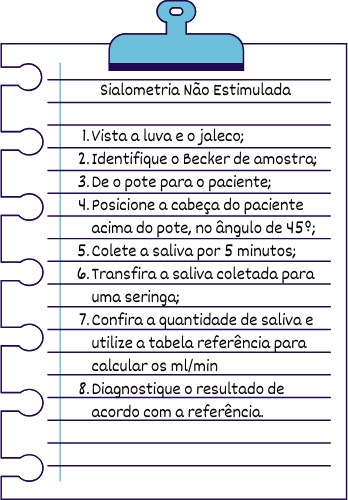 Sialometria Não Estimulada
1. Vista a luva e o jaleco;
2. Identifique o Becker de amostra;
3. De o pote para o paciente;
4. Posicione a cabeça do paciente
acima do pote, no ângulo de 45º;
5. Colete a saliva por 5 minutos;
6. Transfira a saliva coletada para
uma seringa;
7. Confira a quantidade de saliva e
utilize a tabela referência para
calcular os ml/min
8. Diagnostique o resultado de
acordo com a referência.